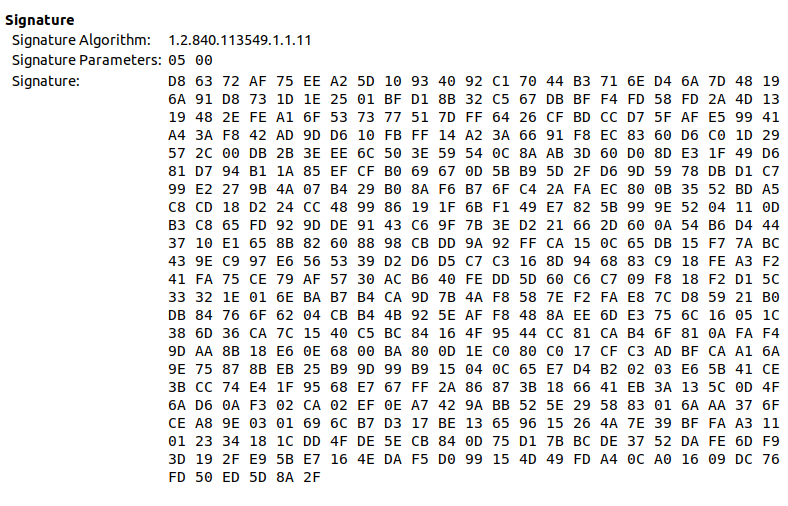 Signature
Signature Algorithm: 1.2.840.113549.1.1.11
Signature Parameters: 05 00
Signature: D8 63 72 AF 75 EE A2 5D 10 93 40 92 C1 70 44 B3 71 6E D4 6A 7D 48 19
6A 91 D8 73 1D 1E 25 01 BF D1 8B 32 C5 67 DB BF F4 FD 58 FD 2A 4D 13
19 48 2E FE A1 6F 53 73 77 51 7D FF 64 26 CF BD CC D7 5F AF E5 99 41
A4 3A F8 42 AD 9D D6 10 FB FF 14 A2 3A 66 91 F8 EC 83 60 D6 C0 1D 29
57 2C 00 DB 2B 3E EE 6C 50 3E 59 54 0C 8A AB 3D 60 D0 8D E3 1F 49 D6
81 D7 94 B1 1A 85 EF CF B0 69 67 0D 5B B9 5D 2F D6 9D 59 78 DB D1 C7
99 E2 27 9B 4A 07 B4 29 B0 8A F6 B7 6F C4 2A FA EC 80 0B 35 52 BD A5
C8 CD 18 D2 24 CC 48 99 86 19 1F 6B F1 49 E7 82 5B 99 9E 52 04 11 0D
B3 C8 65 FD 92 9D DE 91 43 C6 9F 7B 3E D2 21 66 2D 60 0A 54 B6 D4 44
37 10 E1 65 8B 82 60 88 98 CB DD 9A 92 FF CA 15 0C 65 DB 15 F7 7A BC
43 9E C9 97 E6 56 53 39 D2 D6 D5 C7 C3 16 8D 94 68 83 C9 18 FE A3 F2
41 FA 75 CE 79 AF 57 30 AC B6 40 FE DD 5D 60 C6 C7 09 F8 18 F2 D1 5C
33 32 1E 01 6E BA B7 B4 CA 9D 7B 4A F8 58 7E F2 FA E8 7C D8 59 21 B0
DB 84 76 6F 62 04 CB B4 4B 92 5E AF F8 48 8A EE 6D E3 75 6C 16 05 1C
38 6D 36 CA 7C 15 40 C5 BC 84 16 4F 95 44 CC 81 CA B4 6F 81 0A FA F4
9D AA 8B 18 E6 0E 68 00 BA 80 0D 1E C0 80 C0 17 CF C3 AD BF CA A1 6A
9E 75 87 8B EB 25 B9 9D 99 B9 15 04 0C 65 E7 D4 B2 02 03 E6 5B 41 CE
3B CC 74 E4 1F 95 68 E7 67 FF 2A 86 87 3B 18 66 41 EB 3A 13 5C 0D 4F
6A D6 0A F3 02 CA 02 EF 0E A7 42 9A BB 52 5E 29 58 83 01 6A AA 37 6F
CE A8 9E 03 01 69 6C B7 D3 17 BE 13 65 96 15 26 4A 7E 39 BF FA A3 11
01 23 34 18 1C DD 4F DE 5E CB 84 0D 75 D1 7B BC DE 37 52 DA FE 6D F9
3D 19 2F E9 5B E7 16 4E DA F5 D0 99 15 4D 49 FD A4 0C A0 16 09 DC 76
FD 50 ED 5D 8A 2F